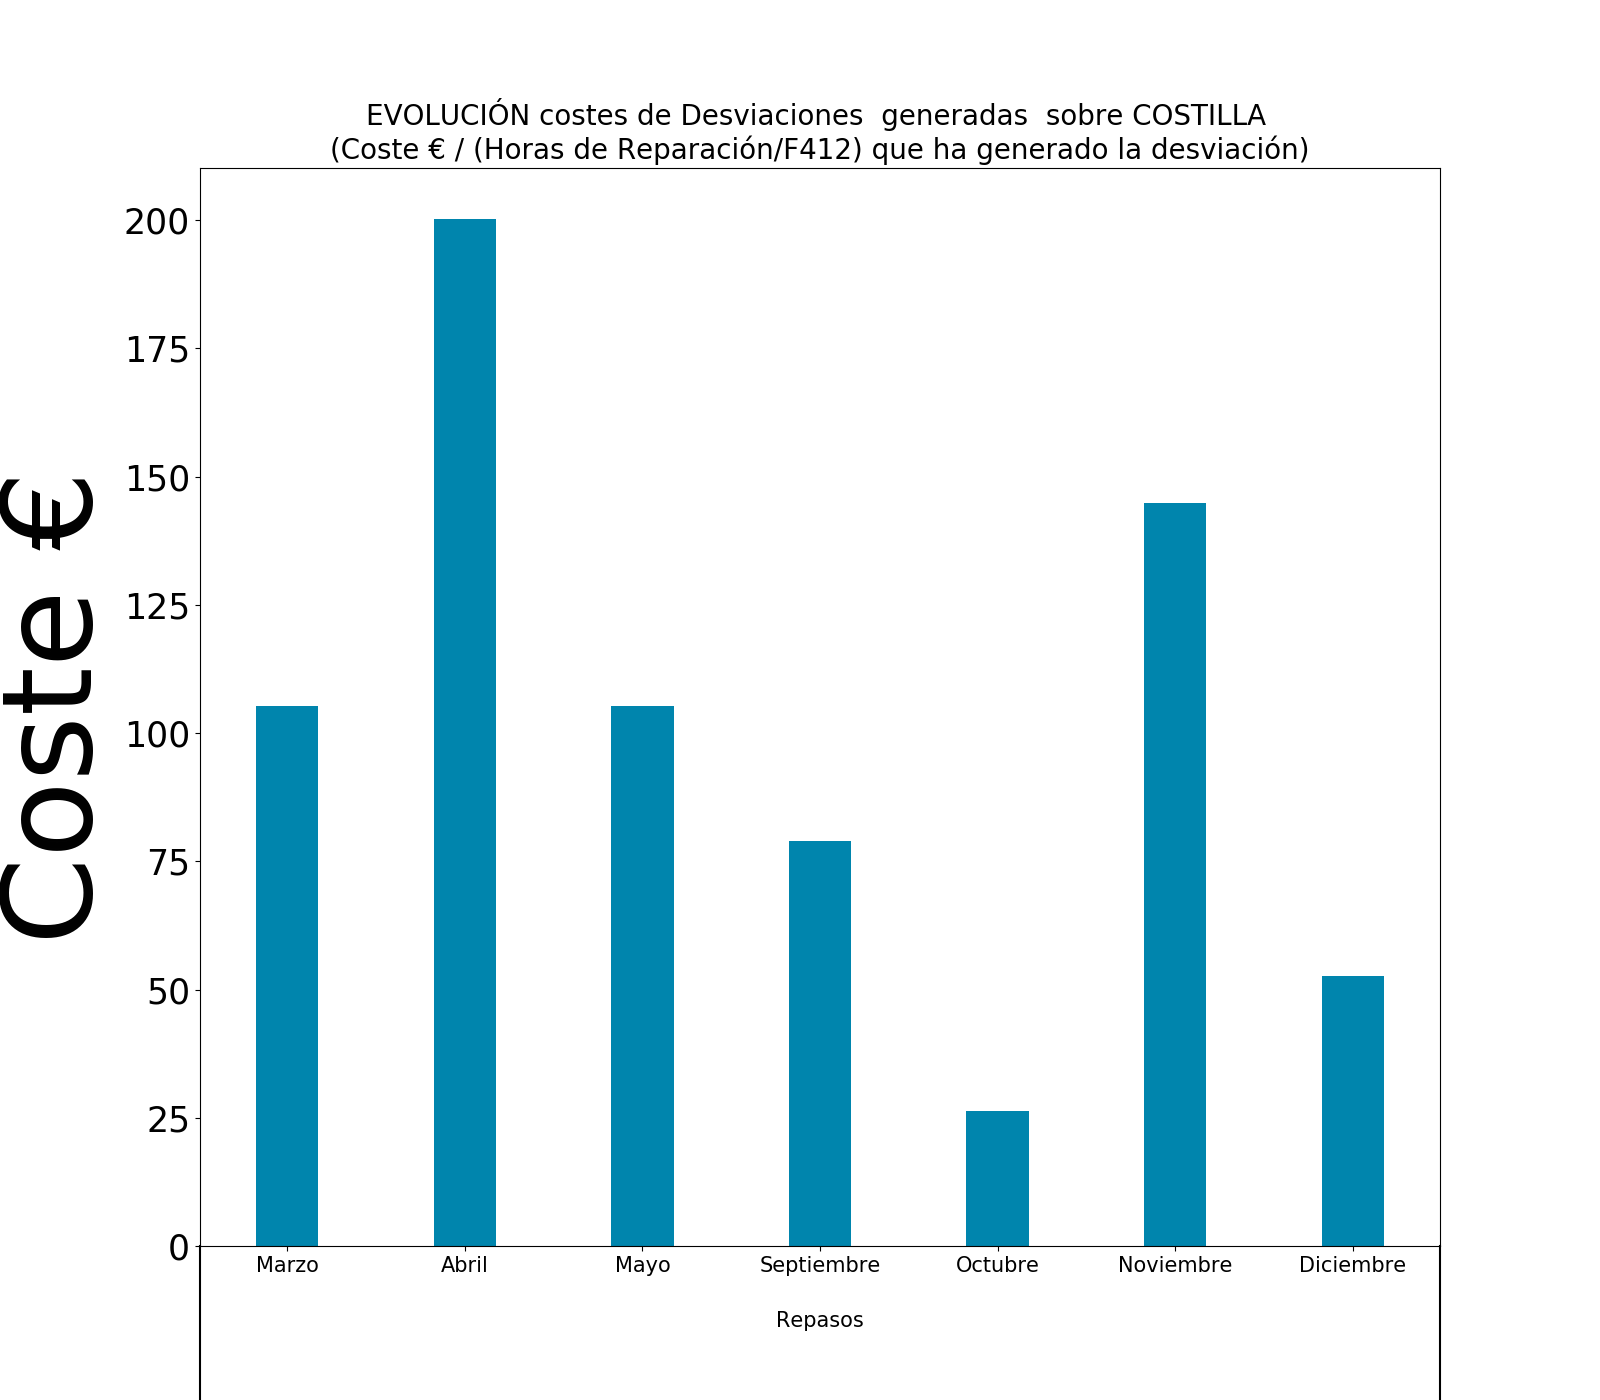 EVOLUCIÓN costes de Desviaciones  generadas  sobre COSTILLA
(Coste € / (Horas de Reparación/F412) que ha generado la desviación)
Coste €
200
175
150
125
100
75
50
25
0
Marzo Abril Mayo Septiembre Octubre Noviembre Diciembre
Repasos